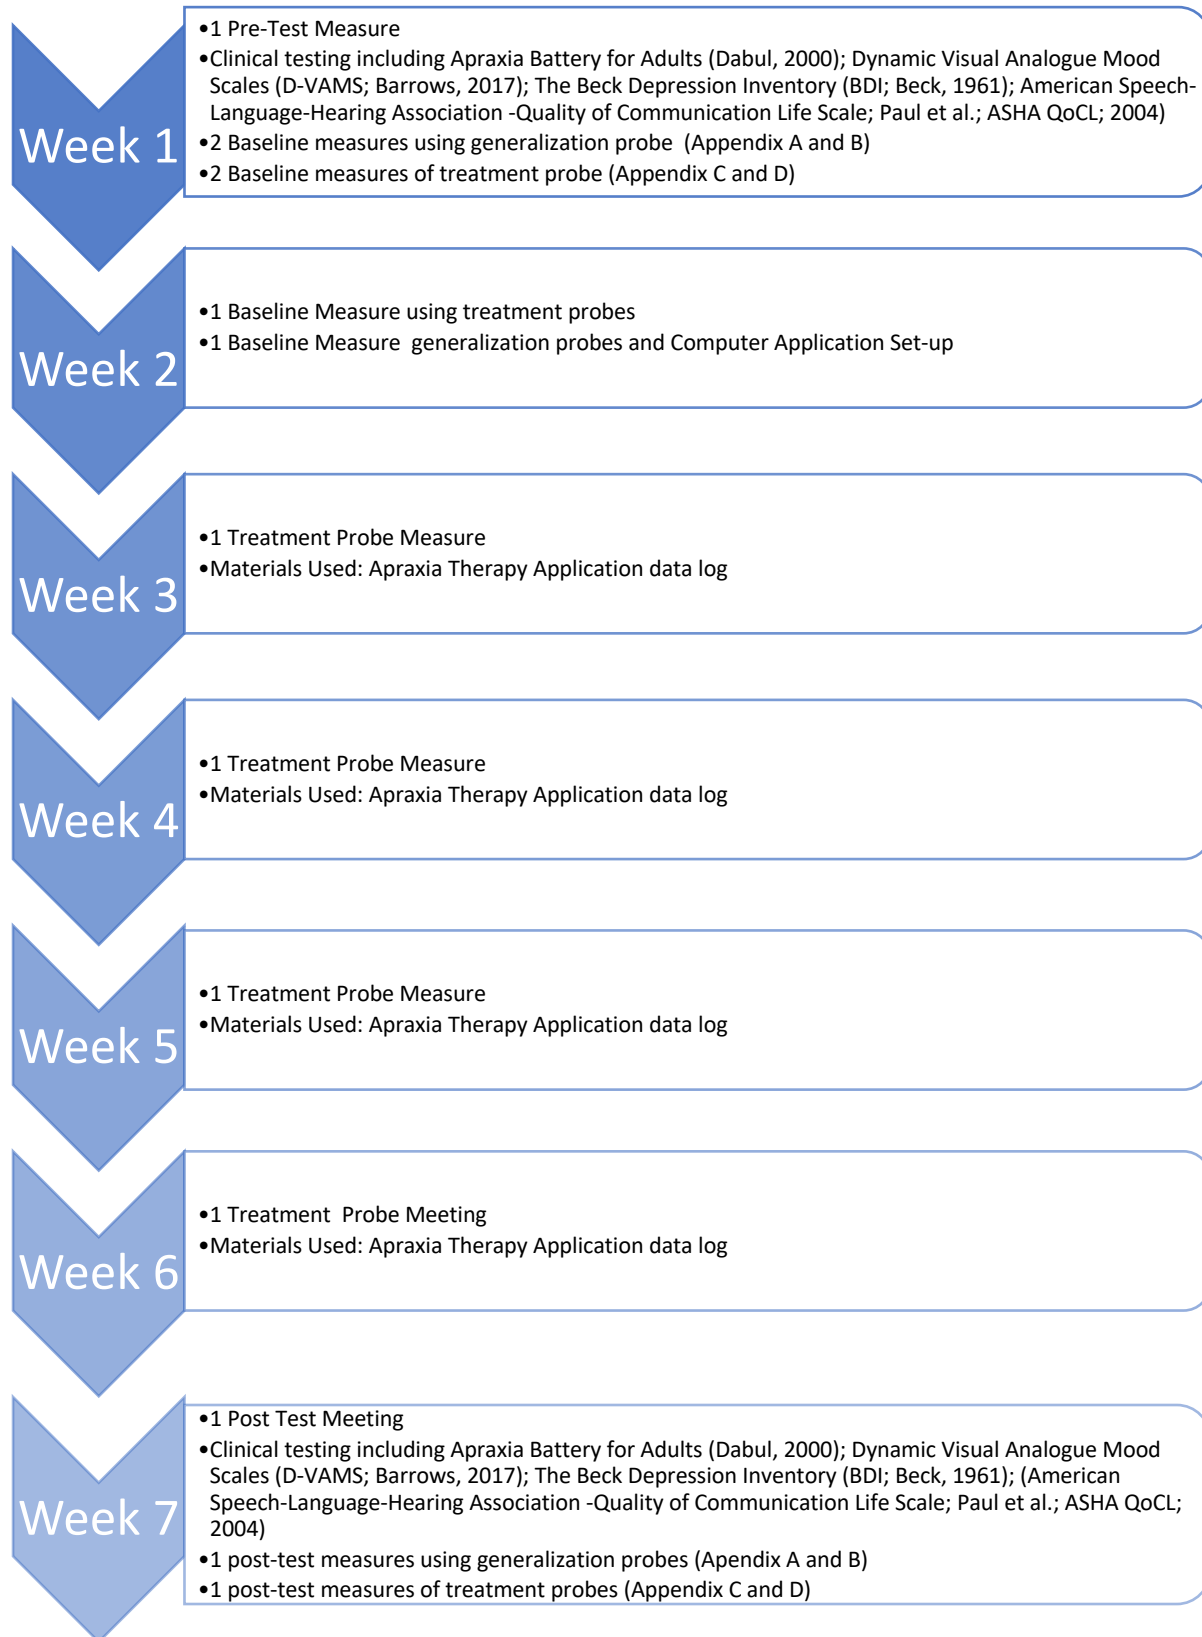 Week 1
•1 Pre-Test Measure
•Clinical testing including Apraxia Battery for Adults (Dabul, 2000); Dynamic Visual Analogue Mood
Scales (D-VAMS; Barrows, 2017); The Beck Depression Inventory (BDI; Beck, 1961); American Speech-
Language-Hearing Association -Quality of Communication Life Scale; Paul et al.; ASHA QoCL; 2004)
•2 Baseline measures using generalization probe  (Appendix A and B)
•2 Baseline measures of treatment probe (Appendix C and D)
Week 2
•1 Baseline Measure using treatment probes
•1 Baseline Measure  generalization probes and Computer Application Set-up
Week 3
•1 Treatment Probe Measure
•Materials Used: Apraxia Therapy Application data log
Week 4
•1 Treatment Probe Measure
•Materials Used: Apraxia Therapy Application data log
Week 5
•1 Treatment Probe Measure
•Materials Used: Apraxia Therapy Application data log
Week 6
•1 Treatment  Probe Meeting
•Materials Used: Apraxia Therapy Application data log
Week 7
•1 Post Test Meeting
•Clinical testing including Apraxia Battery for Adults (Dabul, 2000); Dynamic Visual Analogue Mood
Scales (D-VAMS; Barrows, 2017); The Beck Depression Inventory (BDI; Beck, 1961); (American
Speech-Language-Hearing Association -Quality of Communication Life Scale; Paul et al.; ASHA QoCL;
2004)
•1 post-test measures using generalization probes (Apendix A and B)
•1 post-test measures of treatment probes (Appendix C and D)